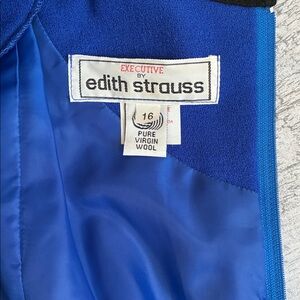 EXECUTIVE
BY
edith strauss
16
PURE
VIRGIN
WOOL